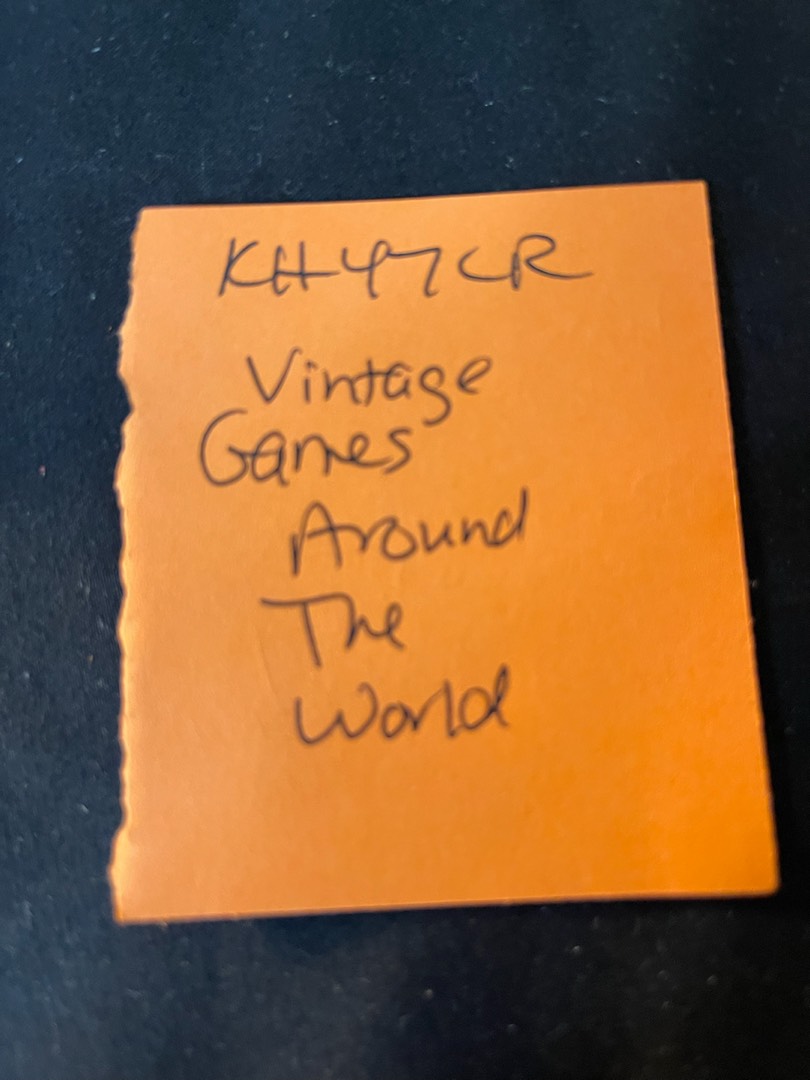 KH47CR
Vintage
Games
Around
The
World